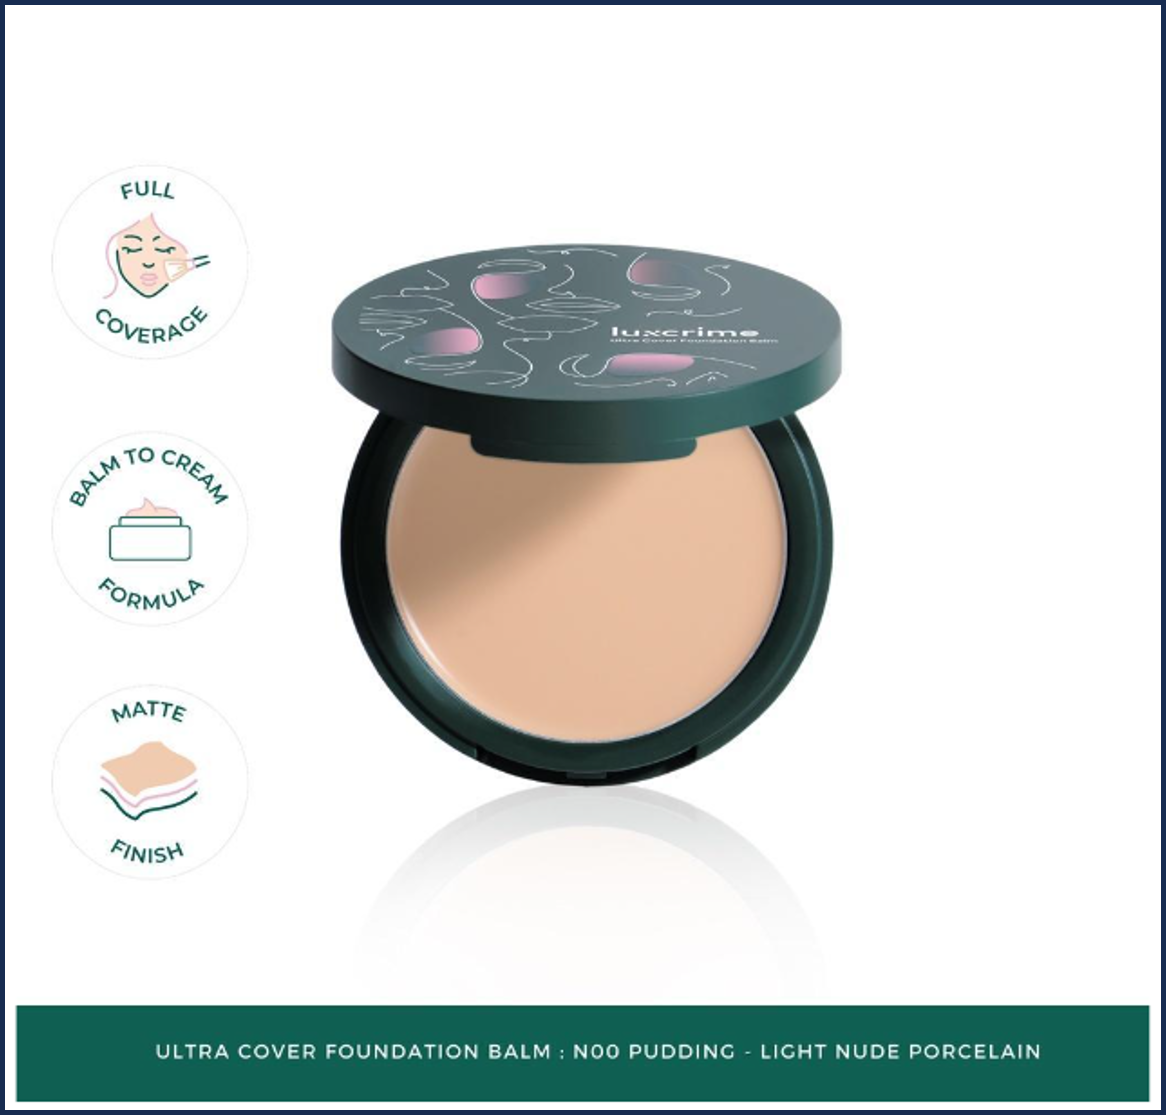 FULL
COVERAGE
BALM TO CREAM
FORMULA
MATTE
FINISH
luxcrime
Ultra Cover Foundation Balm
ULTRA COVER FOUNDATION BALM : N00 PUDDING - LIGHT NUDE PORCELAIN